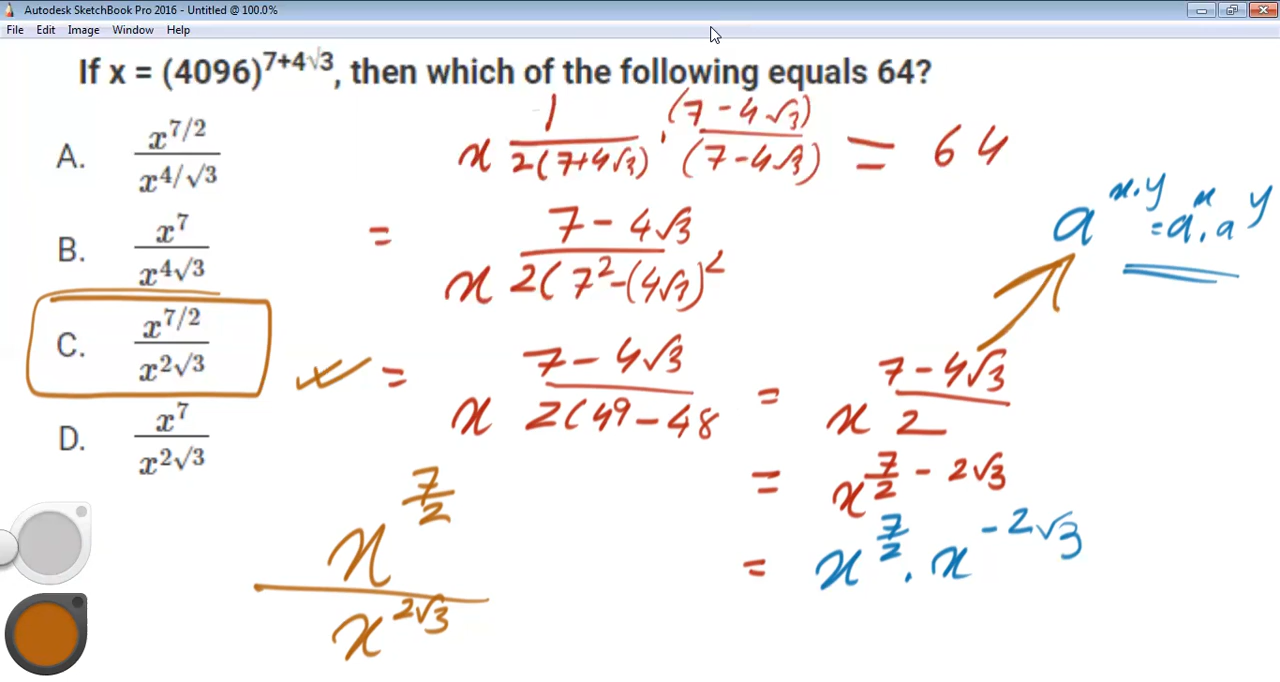 Autodesk SketchBook Pro 2016 - Untitled @ 100.0%
File Edit Image Window Help
If x = (4096)^{7+4√3}, then which of the following equals 64?
A. x^{7/2} / x^{4/√3}
B. x^7 / x^{4√3}
C. x^{7/2} / x^{2√3}
D. x^7 / x^{2√3}
x^{1/2(7+4√3) · (7-4√3)/(7-4√3)} = 64
= x^{7-4√3 / 2(7^2-(4√3)^2}
= x^{7-4√3 / 2(49-48} = x^{7-4√3 / 2}
= x^{7/2 - 2√3}
= x^{7/2} . x^{-2√3}
a^{x.y} = a^x . a^y
x^{7/2} / x^{2√3}